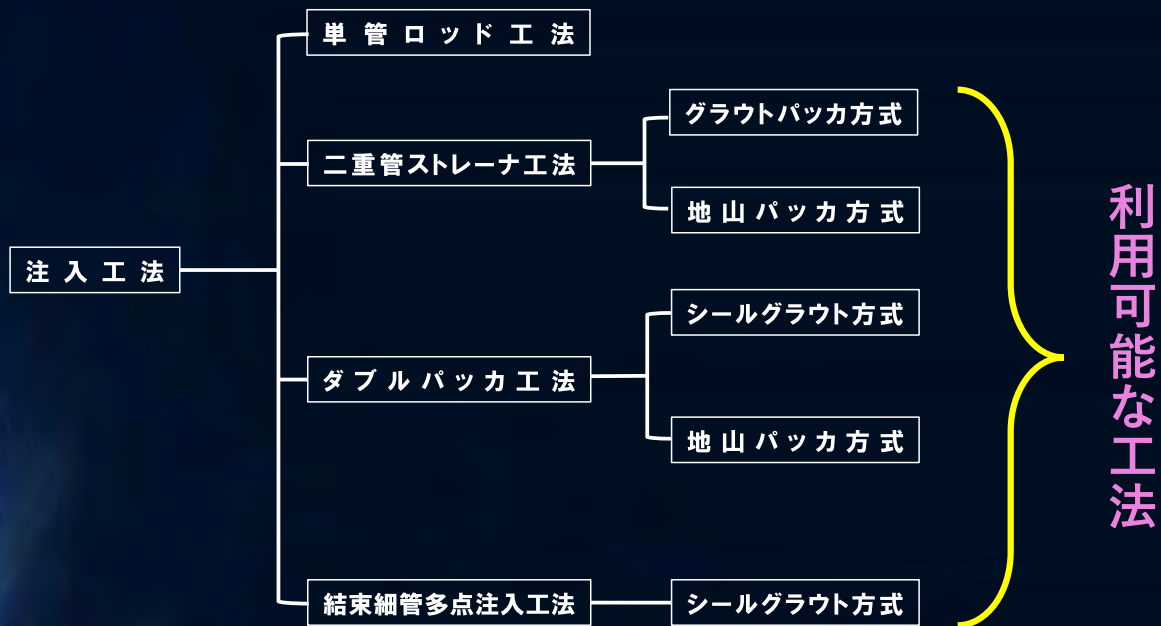 単管ロッド工法
グラウトパッカ方式
二重管ストレーナ工法
地山パッカ方式
注入工法
シールグラウト方式
ダブルパッカ工法
地山パッカ方式
結束細管多点注入工法
シールグラウト方式
利用可能な工法